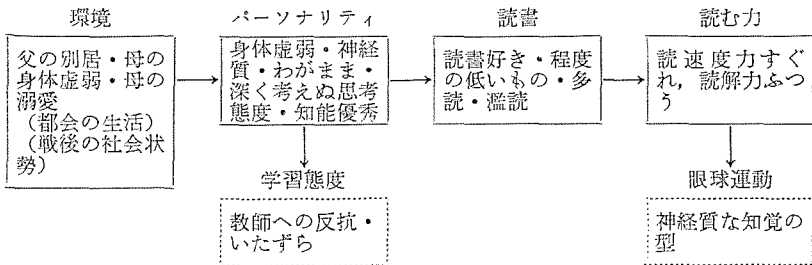 環境
父の別居・母の
身体虚弱・母の
溺愛
（都会の生活）
（戦後の社会状
勢）
パーソナリティ
身体虚弱・神経
質・わがまま・
深く考えぬ思考
態度・知能優秀
読書
読書好き・程度
の低いもの・多
読・濫読
読む力
読速度力すぐ
れ，読解力ふつ
う
学習態度
教師への反抗・
いたずら
眼球運動
神経質な知覚の
型